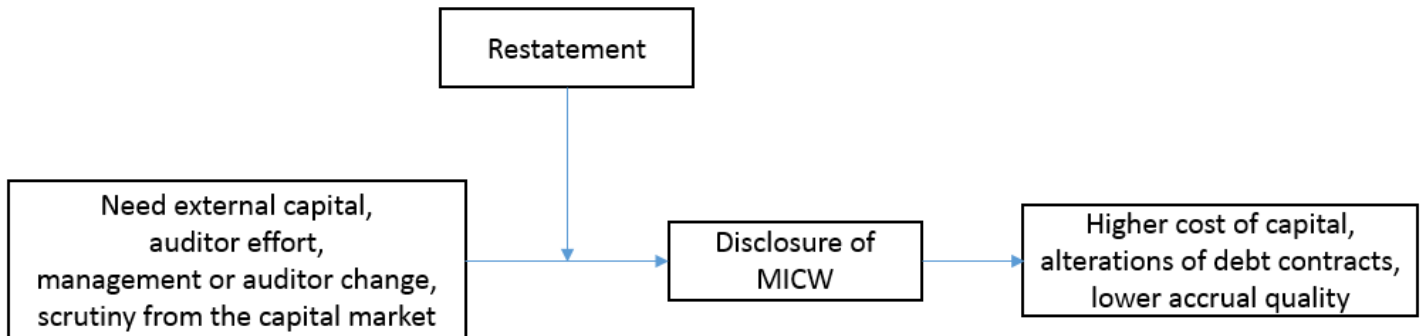 Restatement
Need external capital,
auditor effort,
management or auditor change,
scrutiny from the capital market
Disclosure of
MICW
Higher cost of capital,
alterations of debt contracts,
lower accrual quality